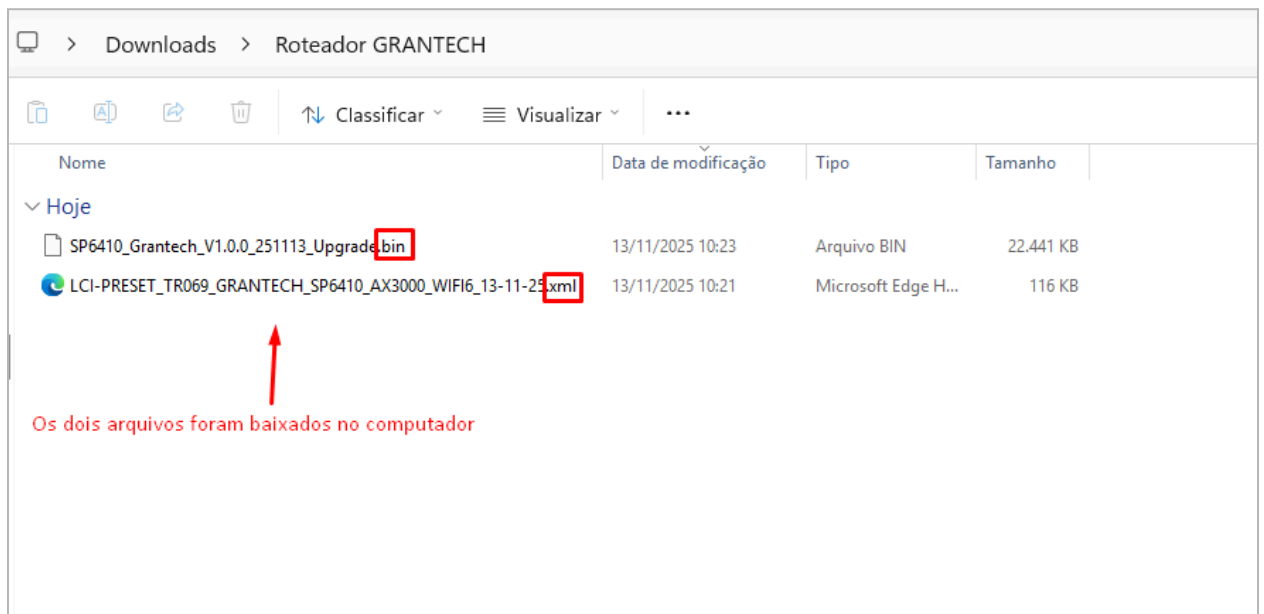 > Downloads > Roteador GRANTECH
Classificar Visualizar ...
Nome Data de modificação Tipo Tamanho
Hoje
SP6410_Grantech_V1.0.0_251113_Upgrade.bin 13/11/2025 10:23 Arquivo BIN 22.441 KB
LCI-PRESET_TR069_GRANTECH_SP6410_AX3000_WIFI6_13-11-25.xml 13/11/2025 10:21 Microsoft Edge H... 116 KB
Os dois arquivos foram baixados no computador